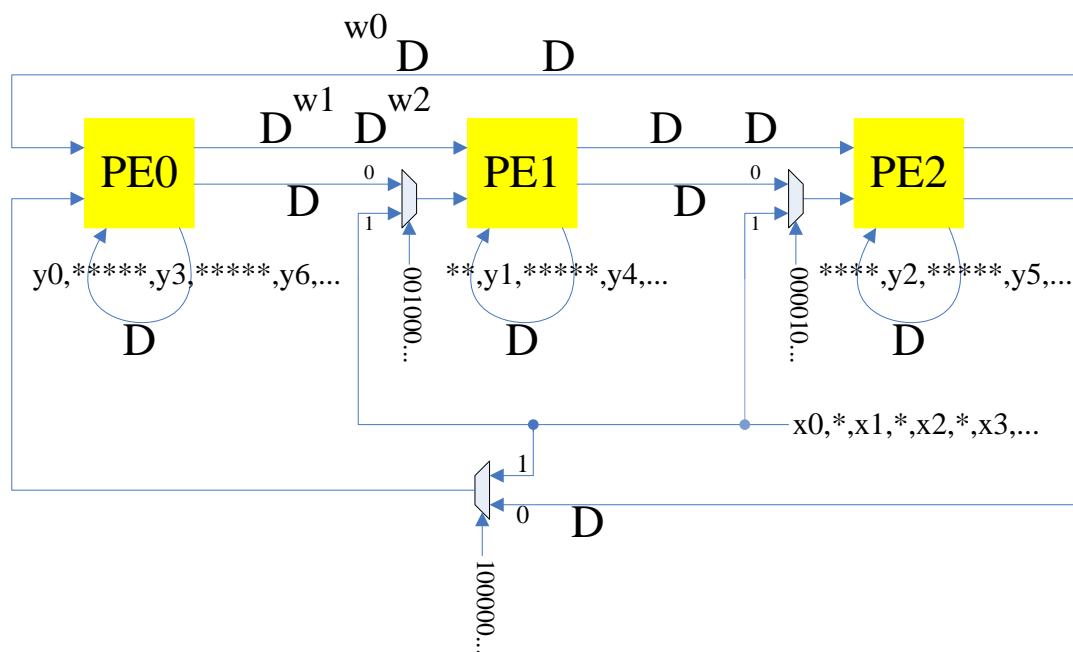 w0
D D
w1 w2
D D D D
PE0 PE1 PE2
0 0
D D
1 1
y0,*****,y3,*****,y6,... **,y1,*****,y4,... ****,y2,*****,y5,...
001000... 000010...
D D D
x0,*,x1,*,x2,*,x3,...
1
0 D
100000...